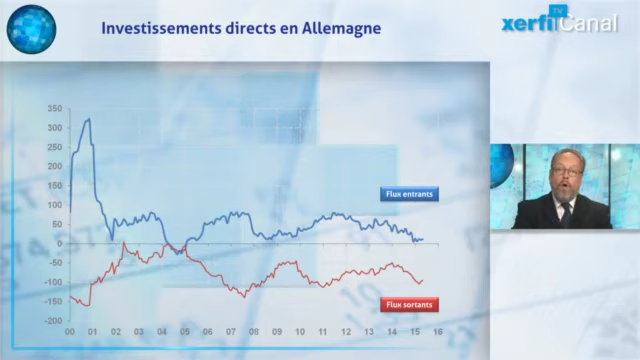 Investissements directs en Allemagne
xerfi TV Canal
350
300
250
200
150
100
50
0
-50
-100
-150
-200
Flux entrants
Flux sortants
00 01 02 03 04 05 06 07 08 09 10 11 12 13 14 15 16